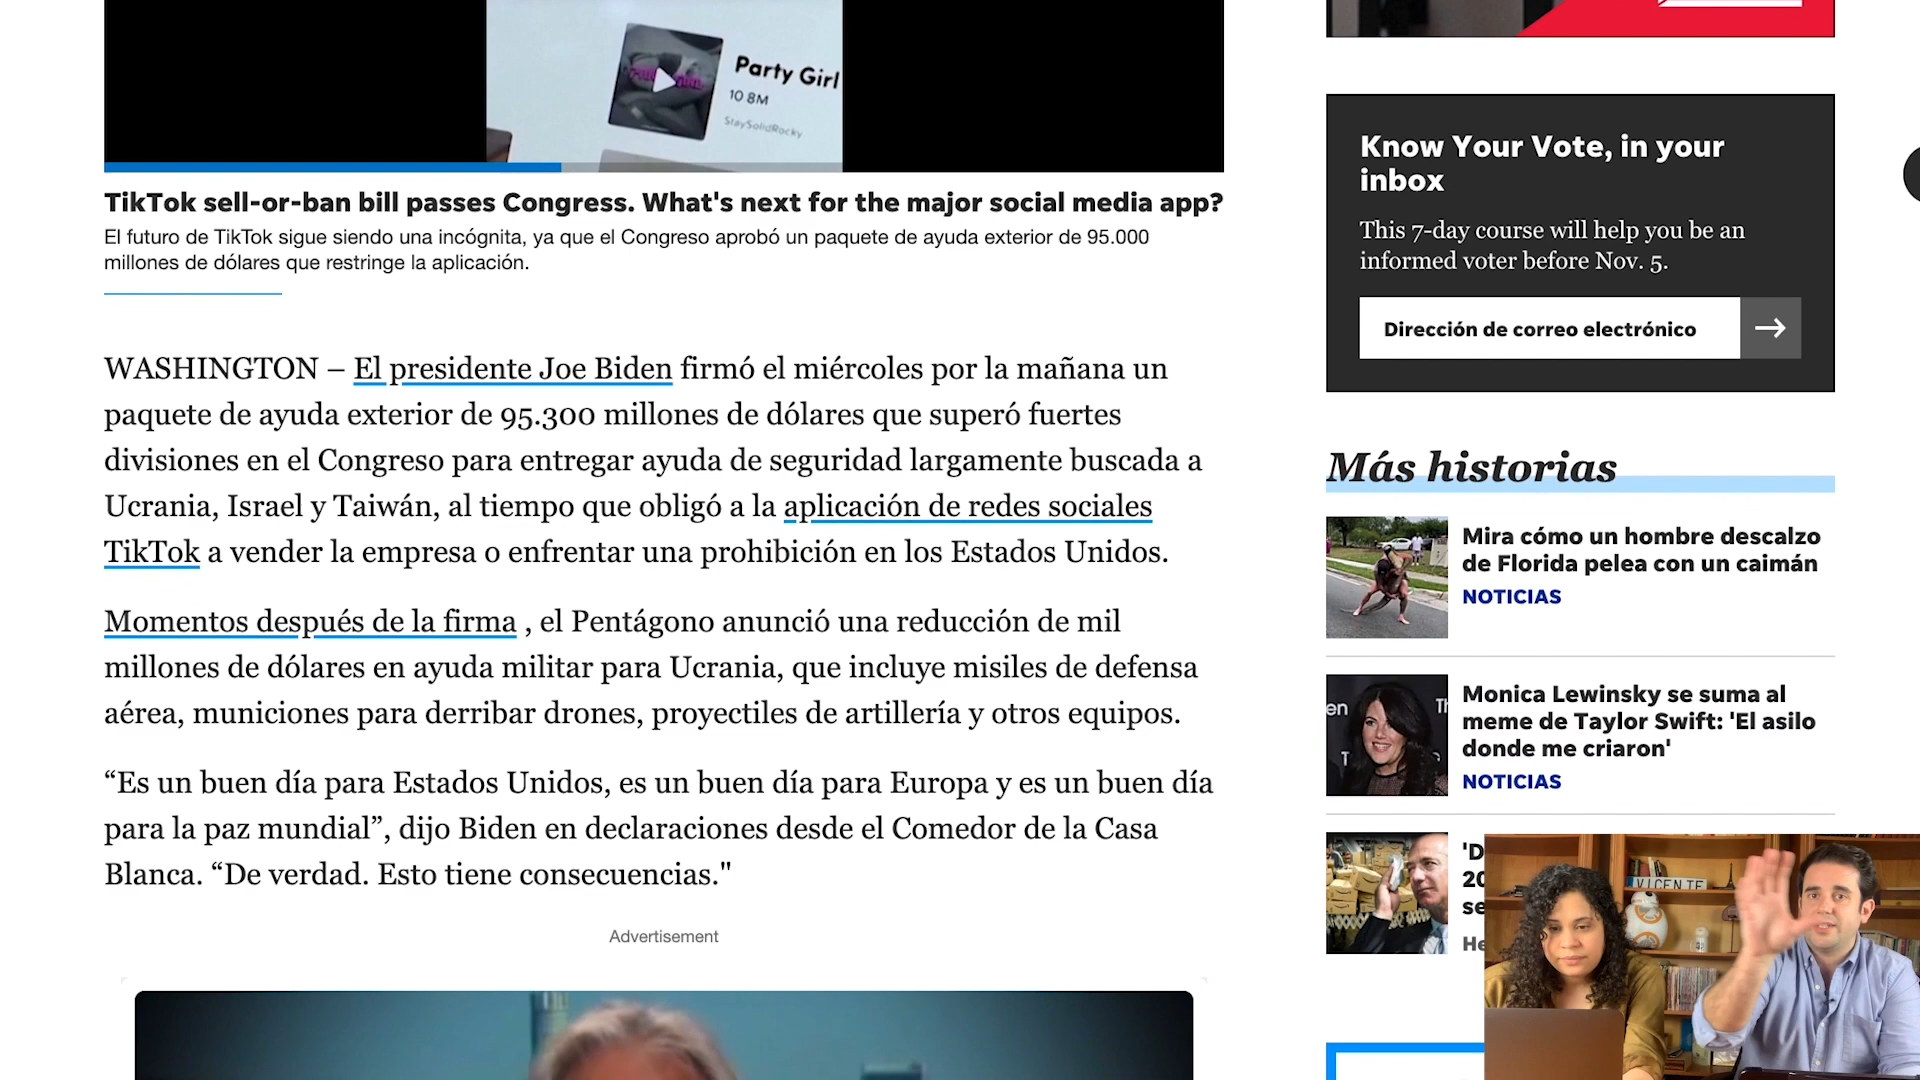 Party Girl
10 8M
StaySolidRocky
TikTok sell-or-ban bill passes Congress. What's next for the major social media app?
El futuro de TikTok sigue siendo una incógnita, ya que el Congreso aprobó un paquete de ayuda exterior de 95.000
millones de dólares que restringe la aplicación.
WASHINGTON – El presidente Joe Biden firmó el miércoles por la mañana un
paquete de ayuda exterior de 95.300 millones de dólares que superó fuertes
divisiones en el Congreso para entregar ayuda de seguridad largamente buscada a
Ucrania, Israel y Taiwán, al tiempo que obligó a la aplicación de redes sociales
TikTok a vender la empresa o enfrentar una prohibición en los Estados Unidos.
Momentos después de la firma , el Pentágono anunció una reducción de mil
millones de dólares en ayuda militar para Ucrania, que incluye misiles de defensa
aérea, municiones para derribar drones, proyectiles de artillería y otros equipos.
“Es un buen día para Estados Unidos, es un buen día para Europa y es un buen día
para la paz mundial”, dijo Biden en declaraciones desde el Comedor de la Casa
Blanca. “De verdad. Esto tiene consecuencias."
Advertisement
Know Your Vote, in your
inbox
This 7-day course will help you be an
informed voter before Nov. 5.
Dirección de correo electrónico
Más historias
Mira cómo un hombre descalzo
de Florida pelea con un caimán
NOTICIAS
Monica Lewinsky se suma al
meme de Taylor Swift: 'El asilo
donde me criaron'
NOTICIAS
'D
20
se
He
VICENTE